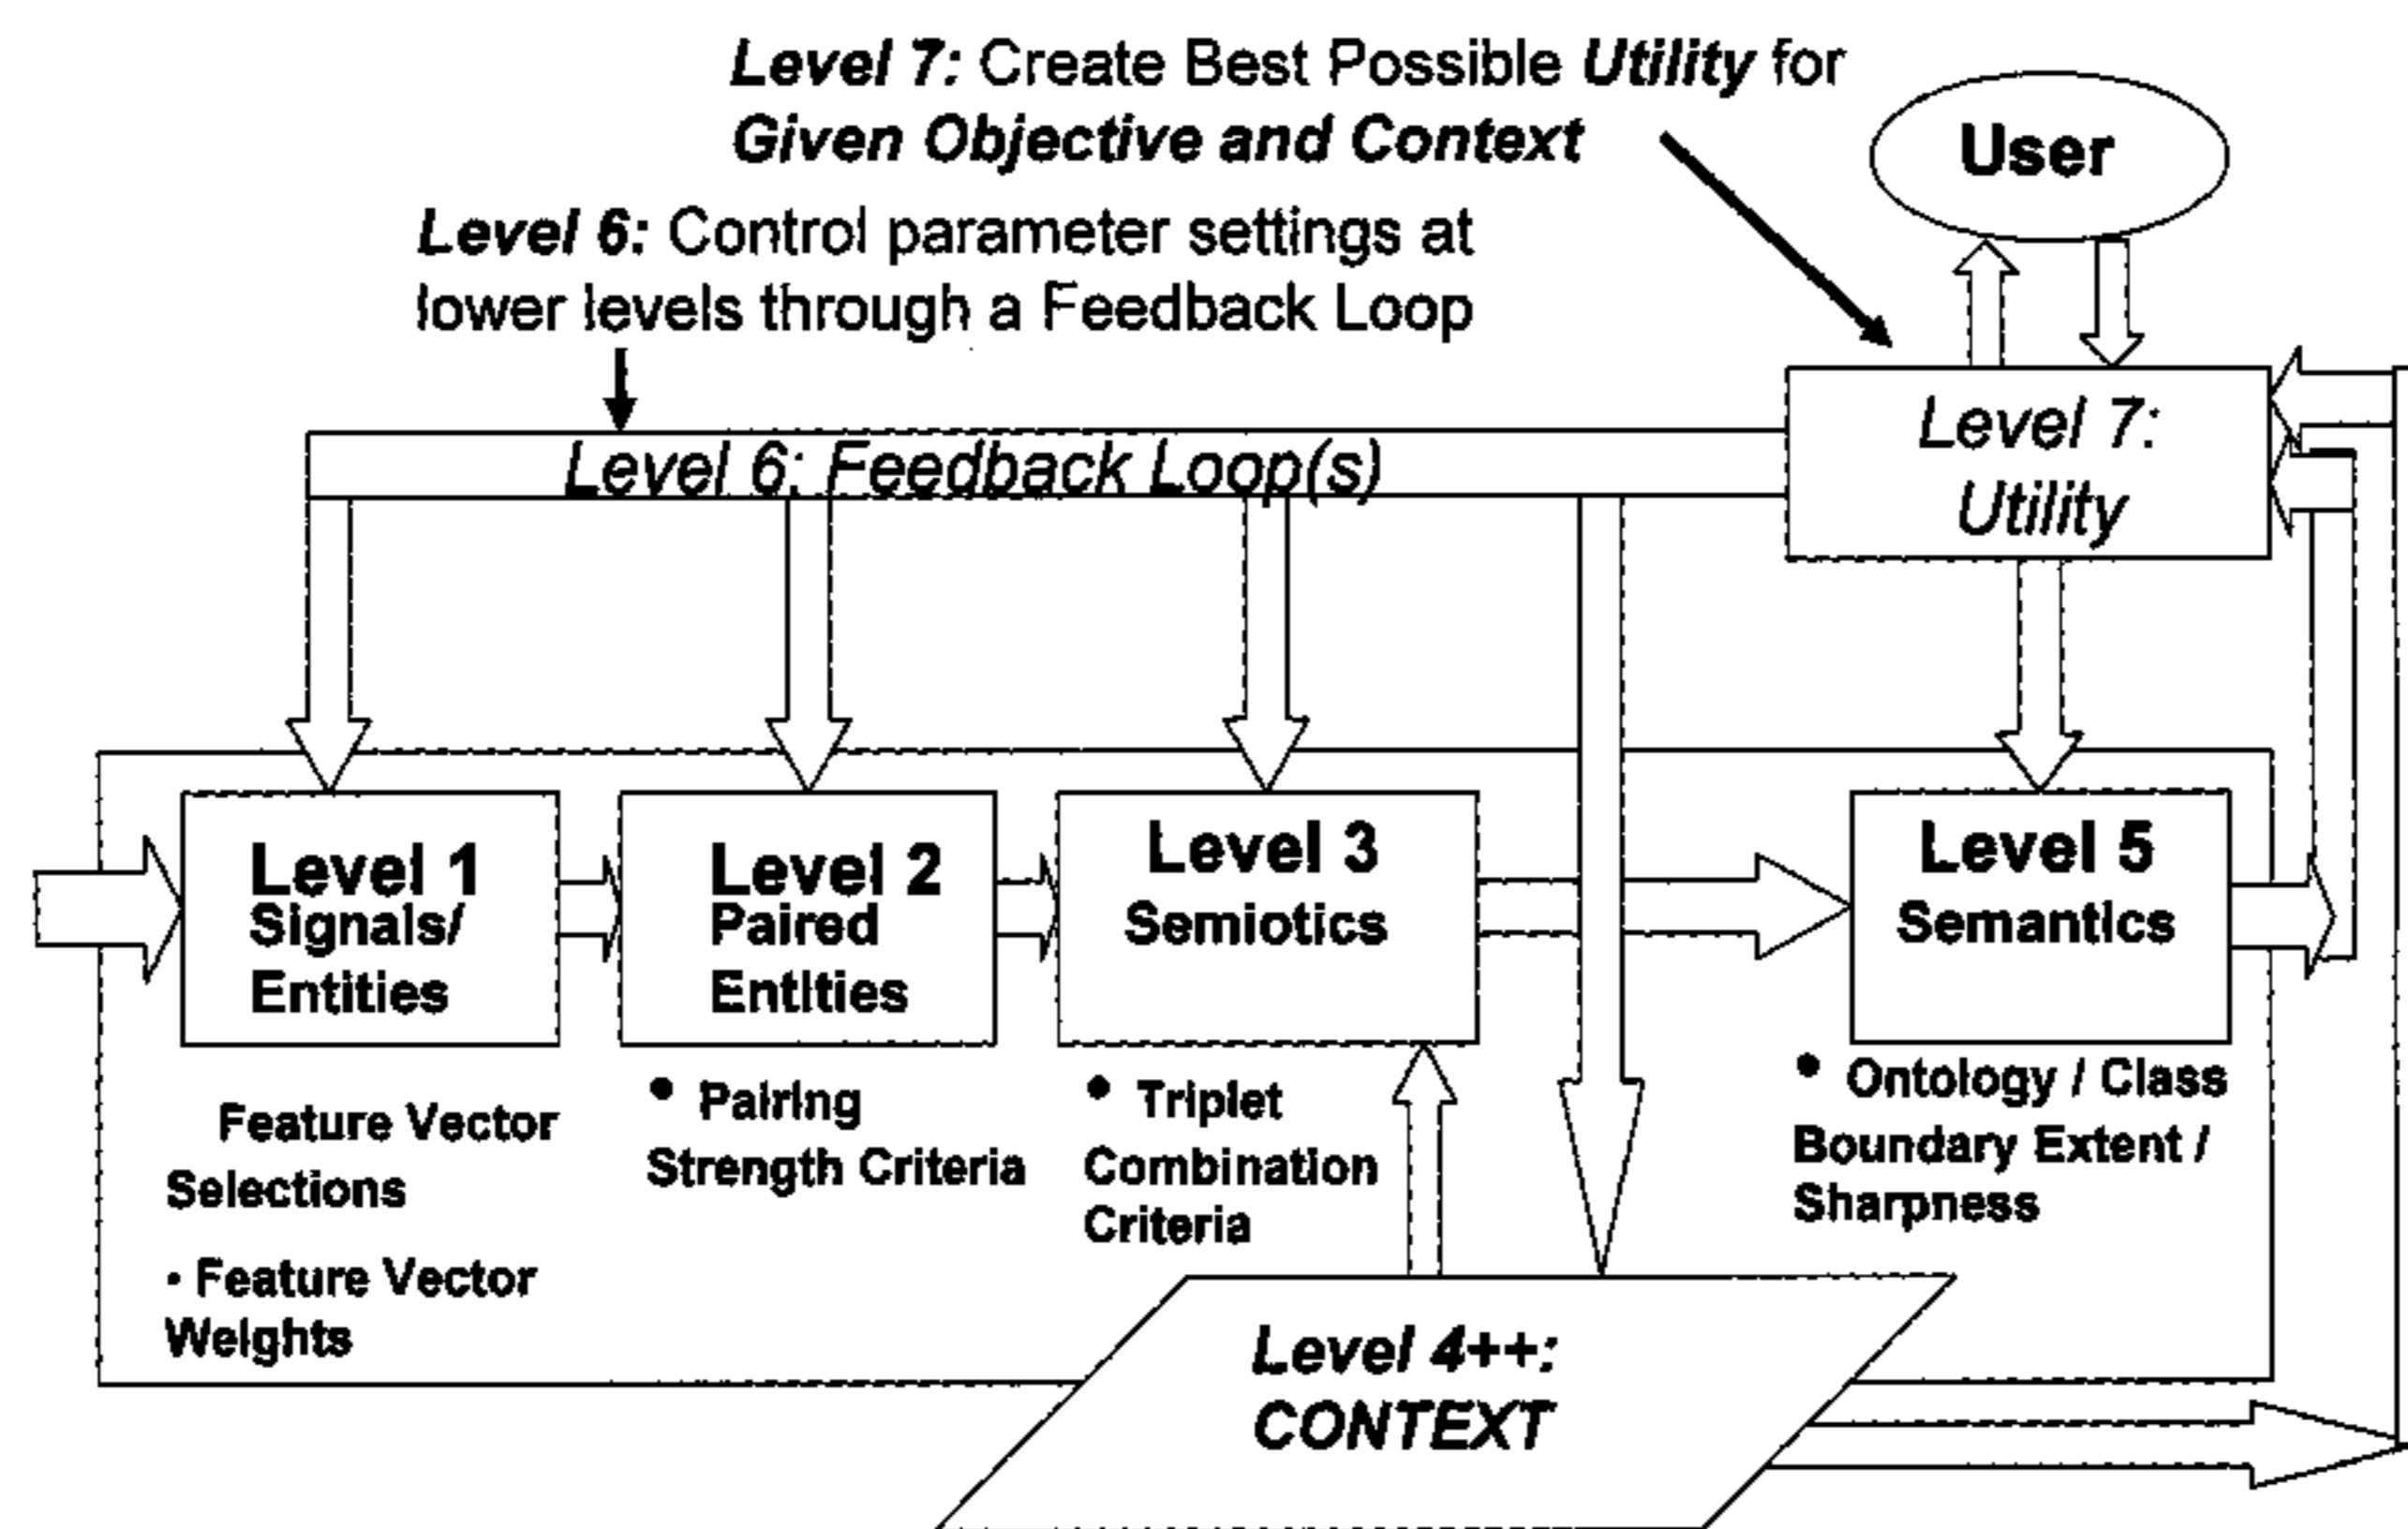 Level 7: Create Best Possible Utility for
Given Objective and Context
User
Level 6: Control parameter settings at
lower levels through a Feedback Loop
Level 7:
Utility
Level 6: Feedback Loop(s)
Level 1
Signals/
Entities
Level 2
Paired
Entities
Level 3
Semiotics
Level 5
Semantics
Feature Vector
Selections
• Feature Vector
Weights
• Pairing
Strength Criteria
• Triplet
Combination
Criteria
• Ontology / Class
Boundary Extent /
Sharpness
Level 4++:
CONTEXT